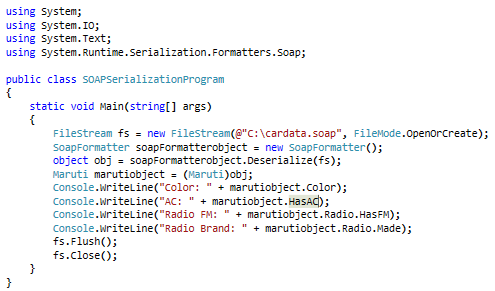 using System;
using System.IO;
using System.Text;
using System.Runtime.Serialization.Formatters.Soap;

public class SOAPSerializationProgram
{
    static void Main(string[] args)
    {
        FileStream fs = new FileStream(@"C:\cardata.soap", FileMode.OpenOrCreate);
        SoapFormatter soapFormatterobject = new SoapFormatter();
        object obj = soapFormatterobject.Deserialize(fs);
        Maruti marutiobject = (Maruti)obj;
        Console.WriteLine("Color: " + marutiobject.Color);
        Console.WriteLine("AC: " + marutiobject.HasAC);
        Console.WriteLine("Radio FM: " + marutiobject.Radio.HasFM);
        Console.WriteLine("Radio Brand: " + marutiobject.Radio.Made);
        fs.Flush();
        fs.Close();
    }
}